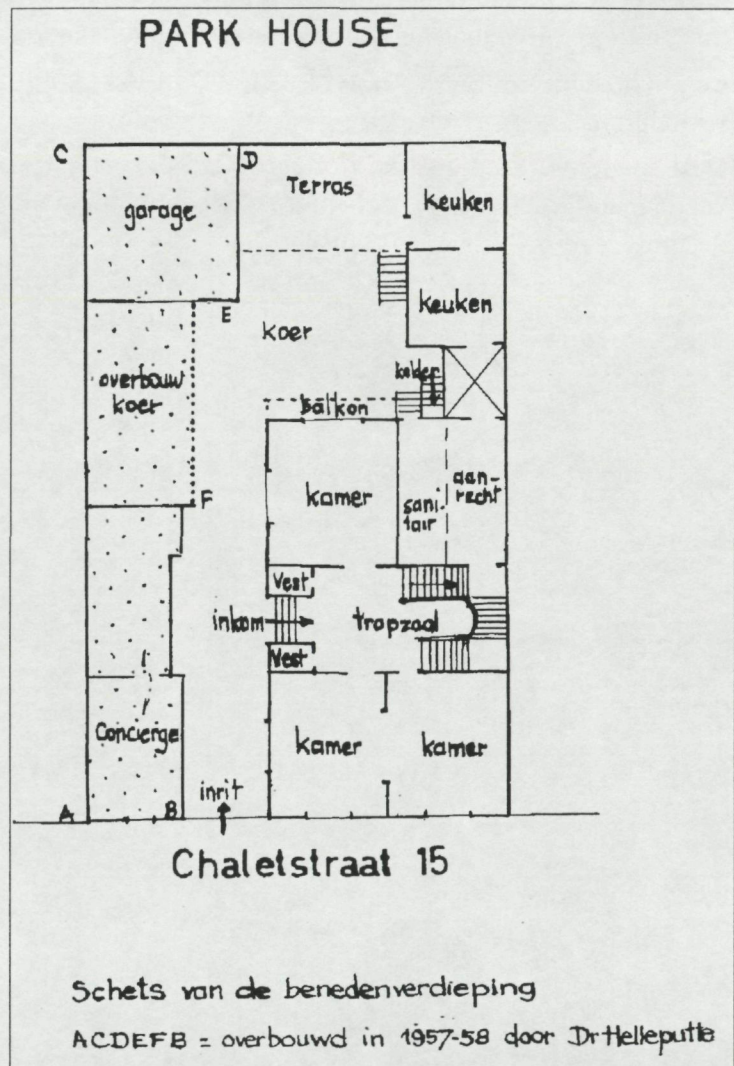 PARK HOUSE
C
D
garage
Terras
keuken
E
koer
keuken
overbouw
koer
kelder
balkon
F
kamer
sani-
tair
aan-
recht
Vest
inkom
trapzaal
Vest
Concierge
kamer
kamer
inrit
A
B
Chaletstraat 15
Schets van de benedenverdieping
ACDEFB = overbouwd in 1957-58 door Dr Helleputte